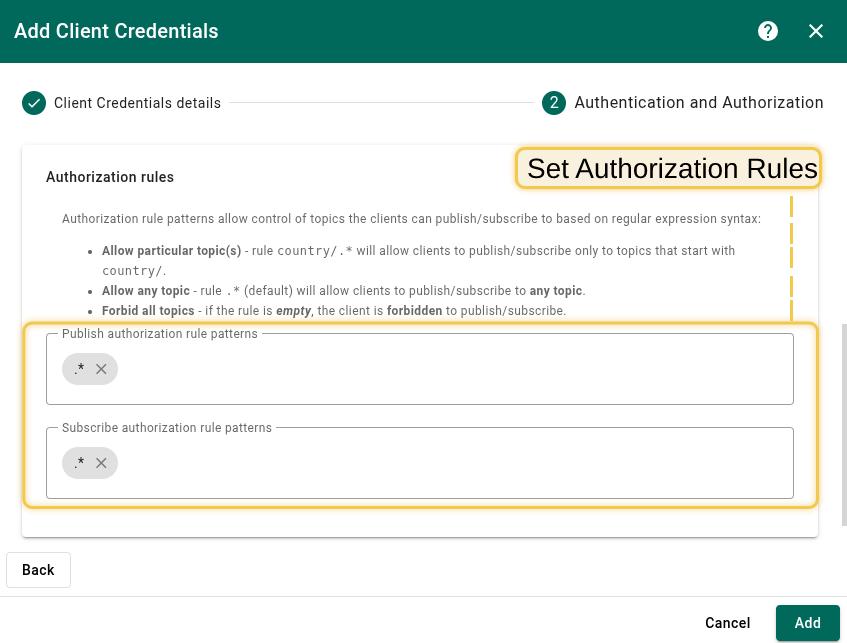 Add Client Credentials
?
Client Credentials details
2 Authentication and Authorization
Set Authorization Rules
Authorization rules
Authorization rule patterns allow control of topics the clients can publish/subscribe to based on regular expression syntax:
• Allow particular topic(s) - rule country/.* will allow clients to publish/subscribe only to topics that start with
country/.
• Allow any topic - rule .* (default) will allow clients to publish/subscribe to any topic.
• Forbid all topics - if the rule is empty, the client is forbidden to publish/subscribe.
Publish authorization rule patterns
.*
Subscribe authorization rule patterns
.*
Back
Cancel
Add